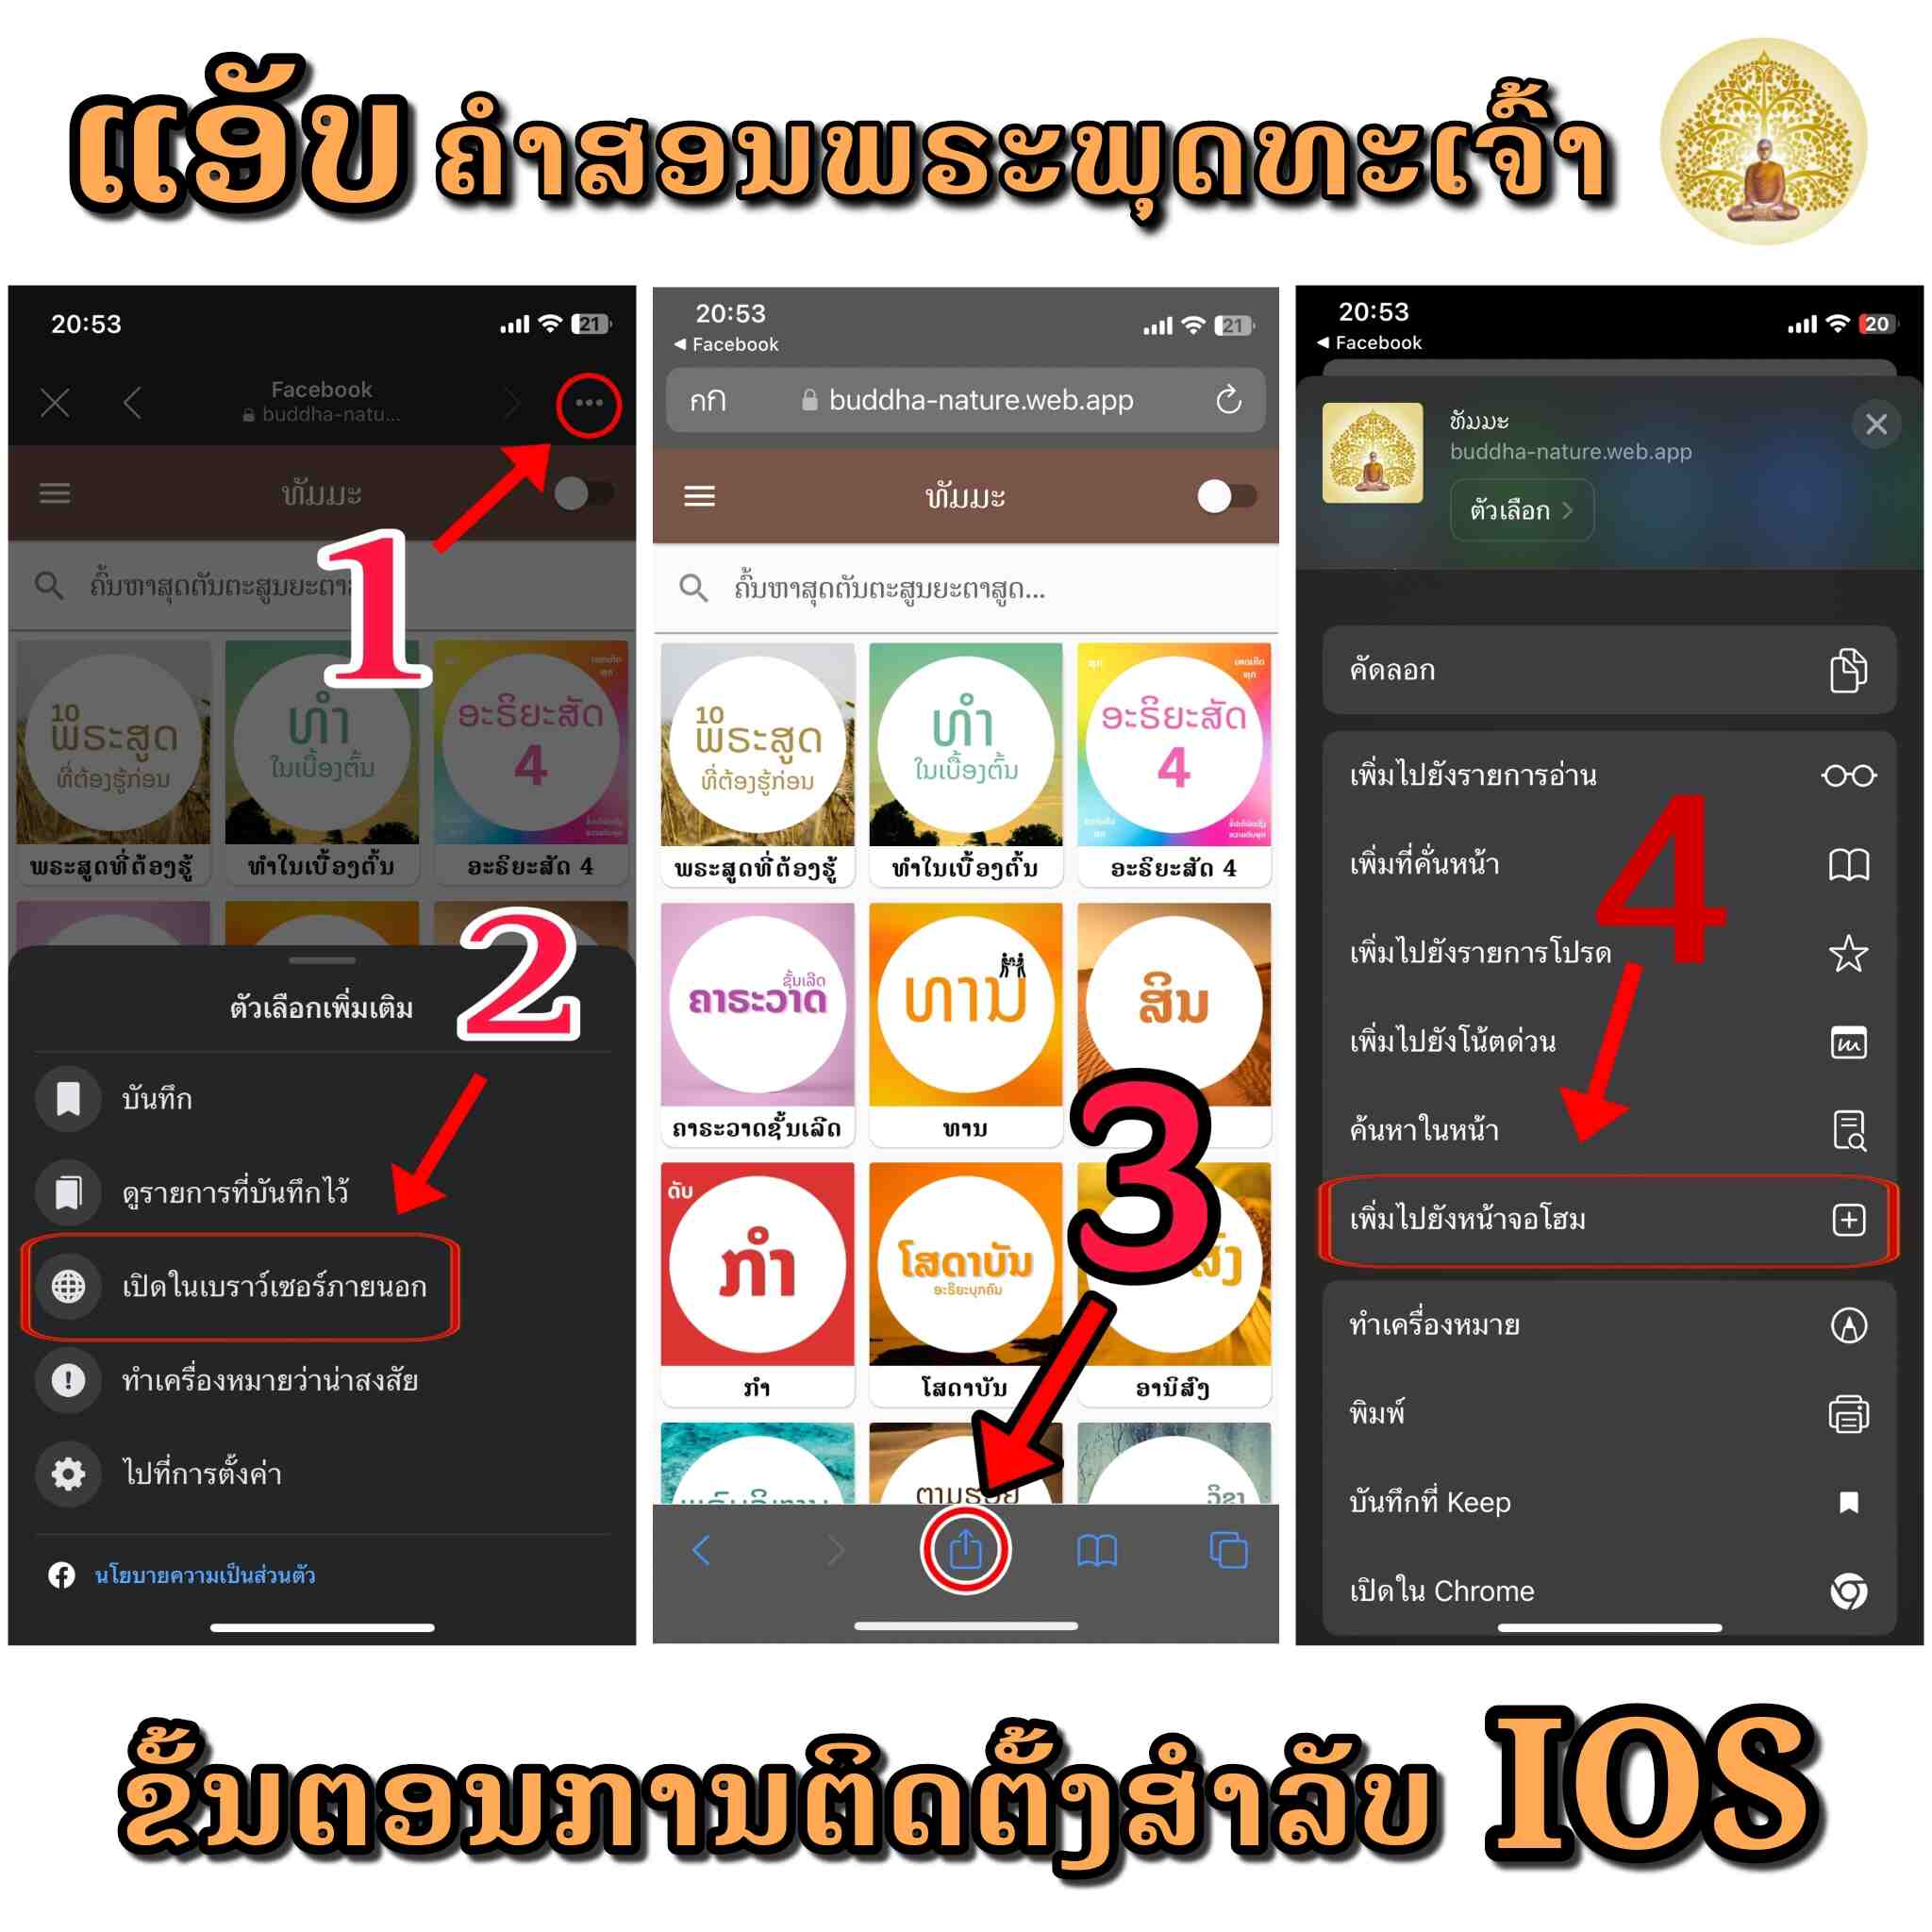 ແອັບ ຄຳສອນພຣະພຸດທະເຈົ້າ
20:53
21
Facebook
buddha-natu...
ທັມມະ
1
10
ພຣະສູດ
ທີ່ຕ້ອງຮູ້ກ່ອນ
ທຳ
ໃນເບື້ອງຕົ້ນ
ອະຣິຍະສັດ
4
ພຣະສູດທີ່ຕ້ອງຮູ້
ທຳໃນເບື້ອງຕົ້ນ
ອະຣິຍະສັດ 4
2
ตัวเลือกเพิ่มเติม
บันทึก
ดูรายการที่บันทึกไว้
เปิดในเบราว์เซอร์ภายนอก
ทำเครื่องหมายว่าน่าสงสัย
ไปที่การตั้งค่า
นโยบายความเป็นส่วนตัว
20:53
Facebook
21
กก
buddha-nature.web.app
ທັມມະ
ຄົ້ນຫາສຸດຕັນຕະສູນຍະຕາສູດ...
10
ພຣະສູດ
ທີ່ຕ້ອງຮູ້ກ່ອນ
ທຳ
ໃນເບື້ອງຕົ້ນ
ອະຣິຍະສັດ
4
ພຣະສູດທີ່ຕ້ອງຮູ້
ທຳໃນເບື້ອງຕົ້ນ
ອະຣິຍະສັດ 4
ຊັ້ນເລີດ
ຄາຣະວາດ
ທານ
ສິນ
ຄາຣະວາດຊັ້ນເລີດ
ທານ
3
ດັບ
ກຳ
ໂສດາບັນ
ອະຣິຍະບຸກຄົນ
ກຳ
ໂສດາບັນ
ອານິສົງ
ຕາມຮອຍ
20:53
Facebook
20
ທັມມະ
buddha-nature.web.app
ตัวเลือก
คัดลอก
เพิ่มไปยังรายการอ่าน
เพิ่มที่คั่นหน้า
4
เพิ่มไปยังรายการโปรด
เพิ่มไปยังโน้ตด่วน
ค้นหาในหน้า
เพิ่มไปยังหน้าจอโฮม
ทำเครื่องหมาย
พิมพ์
บันทึกที่ Keep
เปิดใน Chrome
ຂັ້ນຕອນການຕິດຕັ້ງສຳລັບ IOS